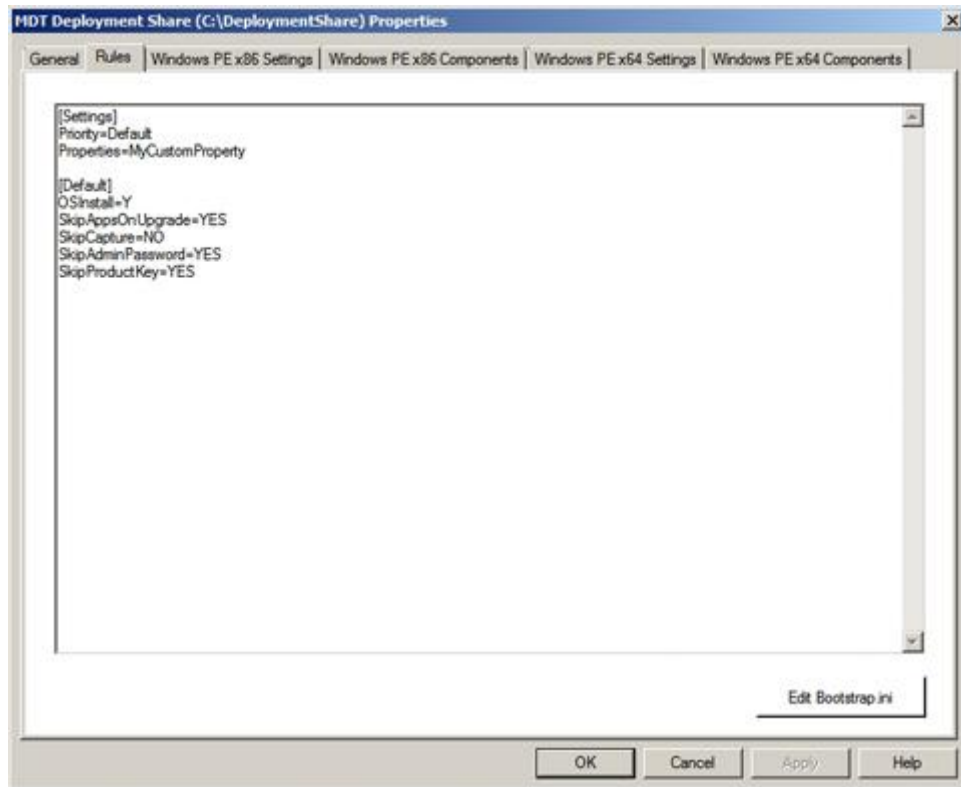 MDT Deployment Share (C:\DeploymentShare) Properties
General Rules Windows PE x86 Settings Windows PE x86 Components Windows PE x64 Settings Windows PE x64 Components
[Settings]
Priority=Default
Properties=MyCustomProperty
[Default]
OSInstall=Y
SkipAppsOnUpgrade=YES
SkipCapture=NO
SkipAdminPassword=YES
SkipProductKey=YES
Edit Bootstrap.ini
OK Cancel Apply Help